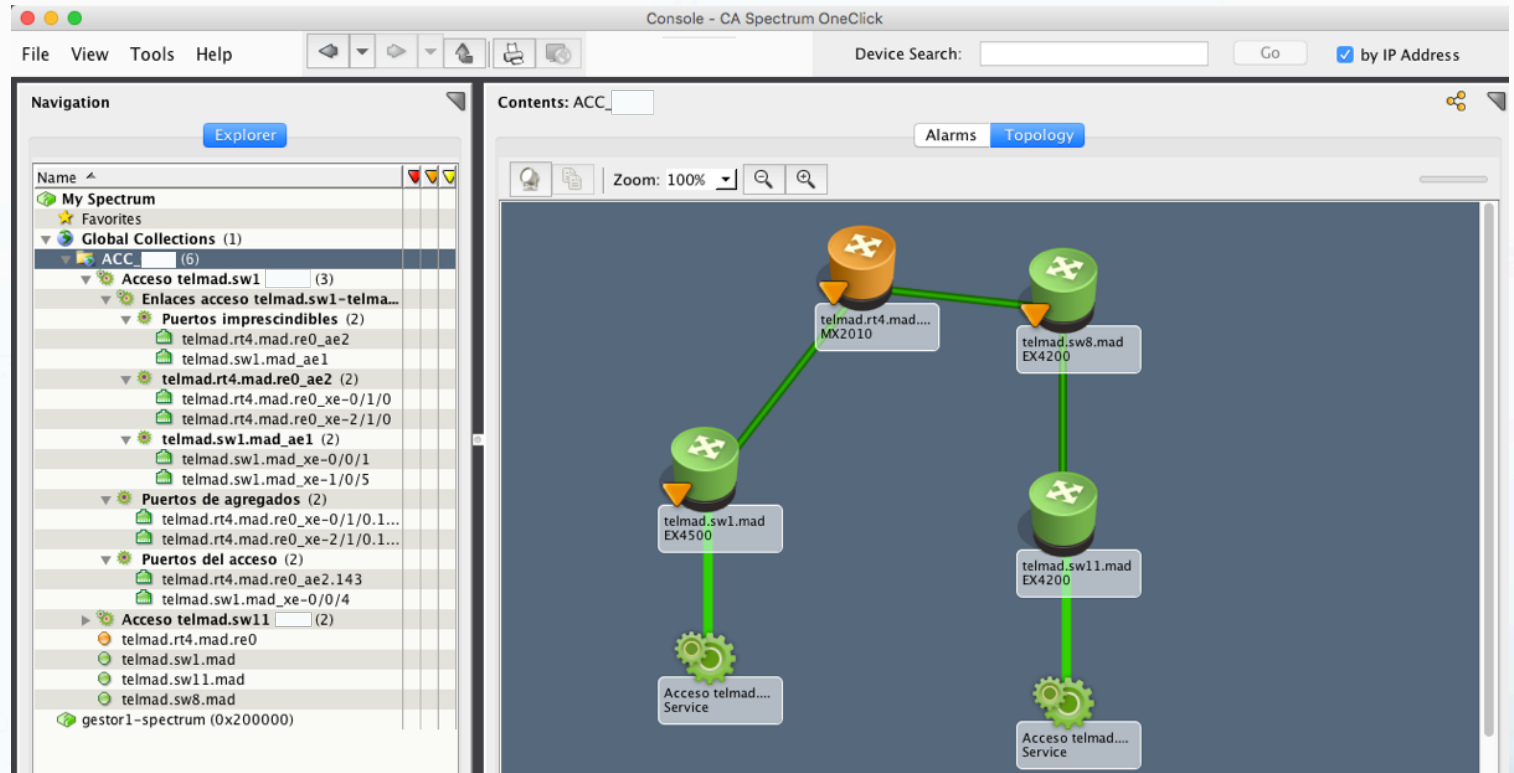 Console - CA Spectrum OneClick
File View Tools Help
Device Search: Go by IP Address
Navigation
Explorer
Name
My Spectrum
Favorites
Global Collections (1)
ACC_ (6)
Acceso telmad.sw1 (3)
Enlaces acceso telmad.sw1-telma...
Puertos imprescindibles (2)
telmad.rt4.mad.re0_ae2
telmad.sw1.mad_ae1
telmad.rt4.mad.re0_ae2 (2)
telmad.rt4.mad.re0_xe-0/1/0
telmad.rt4.mad.re0_xe-2/1/0
telmad.sw1.mad_ae1 (2)
telmad.sw1.mad_xe-0/0/1
telmad.sw1.mad_xe-1/0/5
Puertos de agregados (2)
telmad.rt4.mad.re0_xe-0/1/0.1...
telmad.rt4.mad.re0_xe-2/1/0.1...
Puertos del acceso (2)
telmad.rt4.mad.re0_ae2.143
telmad.sw1.mad_xe-0/0/4
Acceso telmad.sw11 (2)
telmad.rt4.mad.re0
telmad.sw1.mad
telmad.sw11.mad
telmad.sw8.mad
gestor1-spectrum (0x200000)
Contents: ACC_
Alarms Topology
Zoom: 100%
telmad.rt4.mad....
MX2010
telmad.sw8.mad
EX4200
telmad.sw1.mad
EX4500
telmad.sw11.mad
EX4200
Acceso telmad....
Service
Acceso telmad....
Service